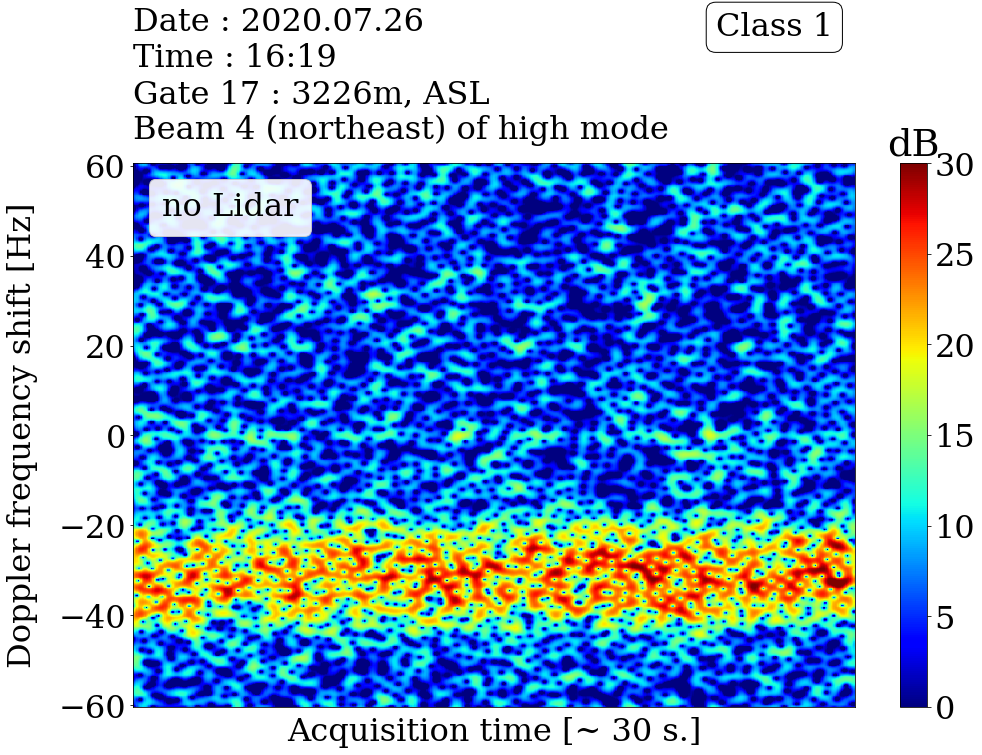 Date : 2020.07.26
Time : 16:19
Gate 17 : 3226m, ASL
Beam 4 (northeast) of high mode
Class 1
dB
no Lidar
60
40
20
0
−20
−40
−60
Doppler frequency shift [Hz]
Acquisition time [~ 30 s.]
30
25
20
15
10
5
0